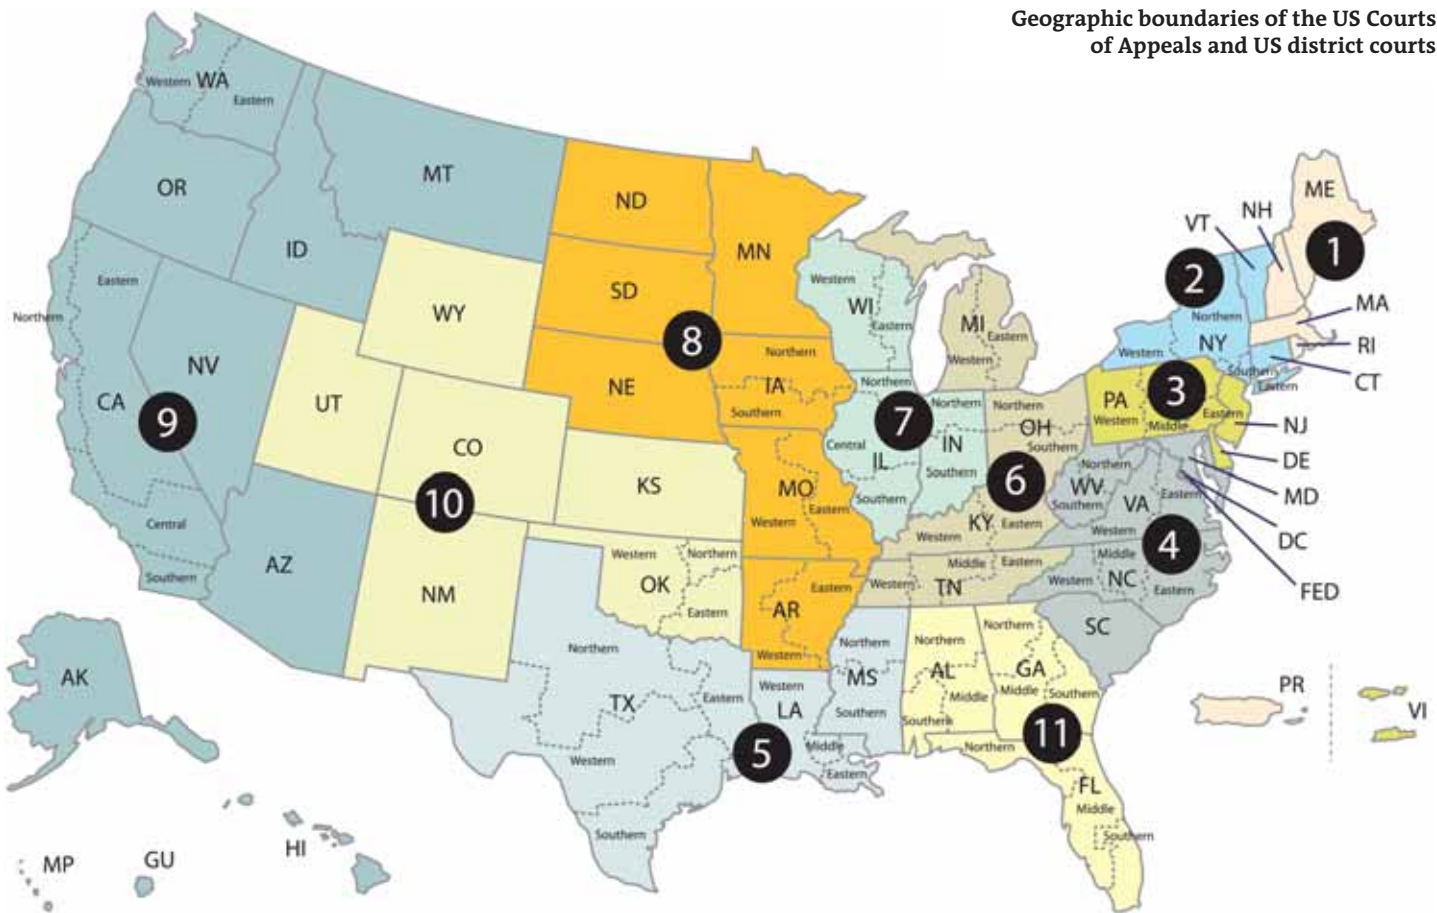 Geographic boundaries of the US Courts
of Appeals and US district courts
WA
Western
Eastern
OR
MT
ID
ND
MN
SD
WY
8
NE
Northern
IA
Southern
Eastern
Northern
CA
NV
9
Central
Southern
UT
CO
10
KS
AZ
NM
MO
Western
Eastern
Western
Northern
OK
Eastern
Eastern
AR
Western
Western
WI
Eastern
MI
Eastern
Western
Northern
7
Northern
IN
Central
IL
Southern
Southern
Northern
OH
Southern
6
KY
Western
Eastern
Western
Middle
Eastern
TN
ME
1
NH
VT
2
Northern
NY
Western
Southern
Eastern
MA
RI
CT
PA
3
Western
Middle
Eastern
NJ
DE
MD
DC
FED
Northern
WV
Southern
VA
Eastern
Western
4
Middle
NC
Western
Eastern
SC
Northern
TX
Eastern
Western
Southern
5
Western
LA
Middle
Eastern
Northern
MS
Southern
Northern
AL
Middle
Southern
Northern
GA
Middle
Southern
11
Northern
FL
Middle
Southern
AK
MP
GU
HI
PR
VI